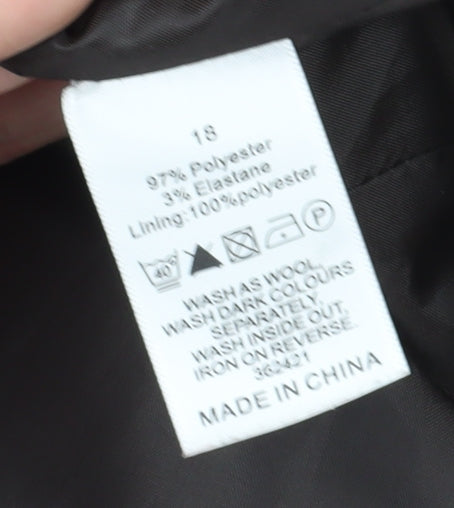 18
97% Polyester
3% Elastane
Lining:100%polyester
40° P
WASH AS WOOL.
WASH DARK COLOURS
SEPARATELY.
WASH INSIDE OUT.
IRON ON REVERSE.
362421
MADE IN CHINA